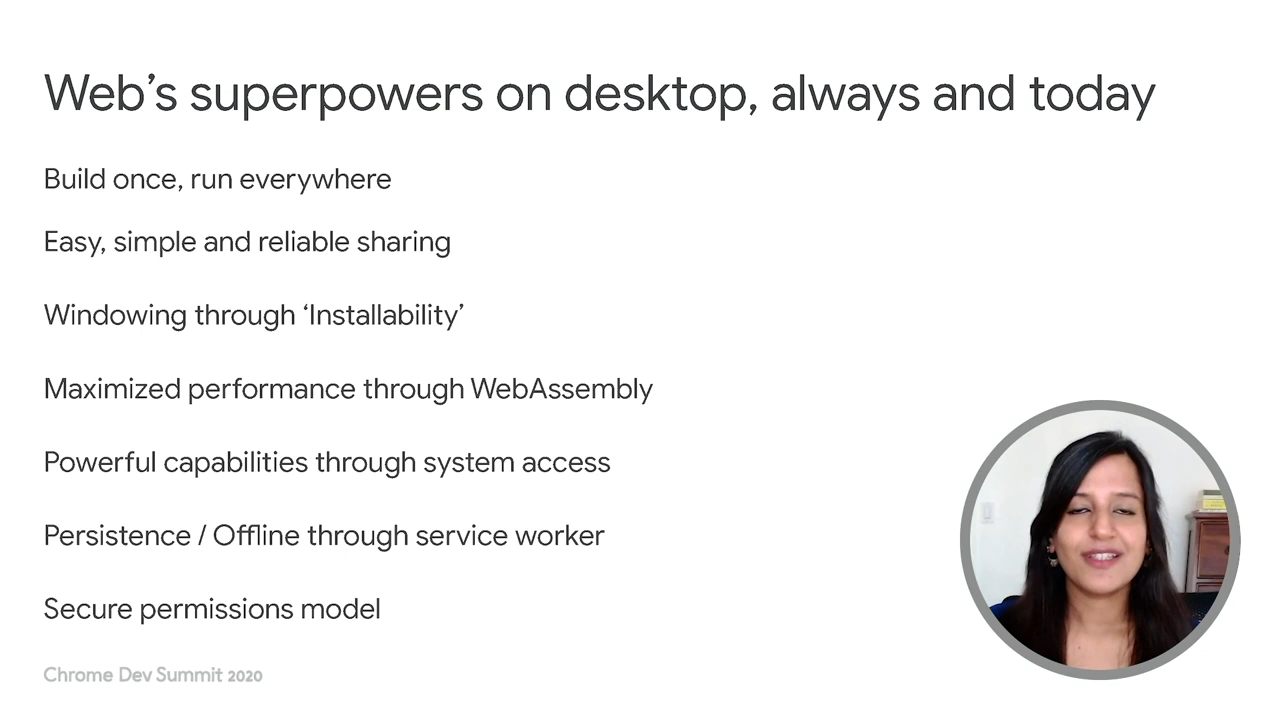 Web’s superpowers on desktop, always and today
Build once, run everywhere
Easy, simple and reliable sharing
Windowing through ‘Installability’
Maximized performance through WebAssembly
Powerful capabilities through system access
Persistence / Offline through service worker
Secure permissions model
Chrome Dev Summit 2020